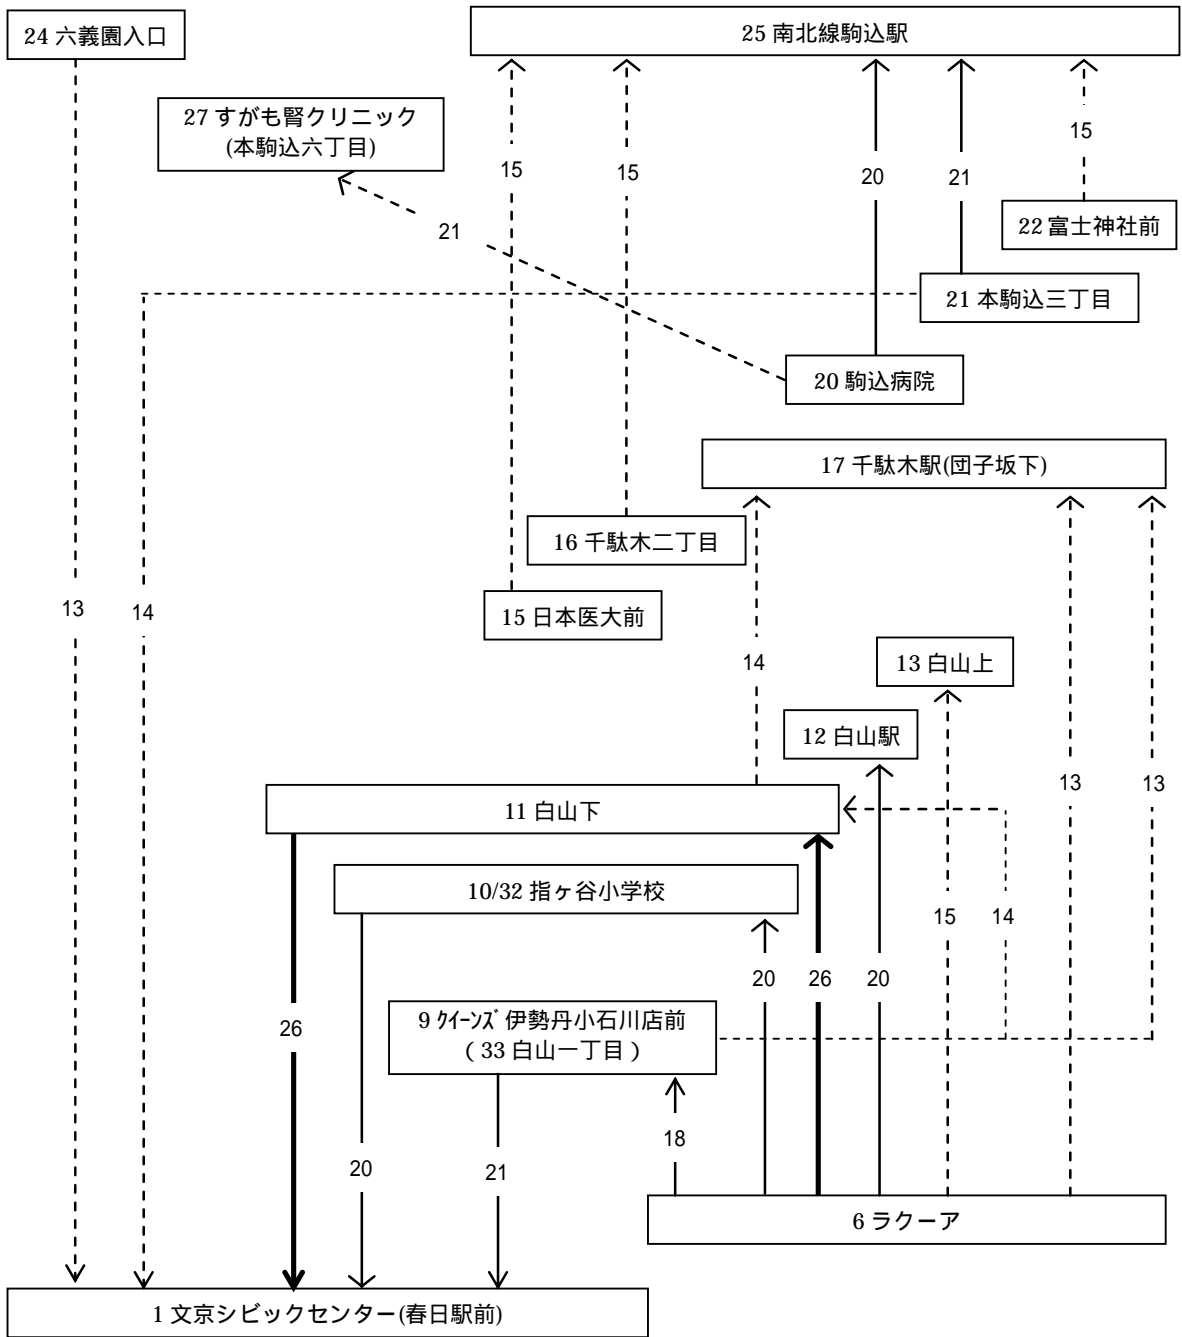 24 六義園入口
25 南北線駒込駅
27 すがも腎クリニック
(本駒込六丁目)
15
15
20
21
15
21
22 富士神社前
21 本駒込三丁目
20 駒込病院
17 千駄木駅(団子坂下)
16 千駄木二丁目
13
14
15 日本医大前
14
13 白山上
12 白山駅
13
13
11 白山下
10/32 指ヶ谷小学校
20
26
20
15
14
9 ｸｲｰﾝｽﾞ 伊勢丹小石川店前
( 33 白山一丁目 )
26
18
20
21
6 ラクーア
1 文京シビックセンター(春日駅前)